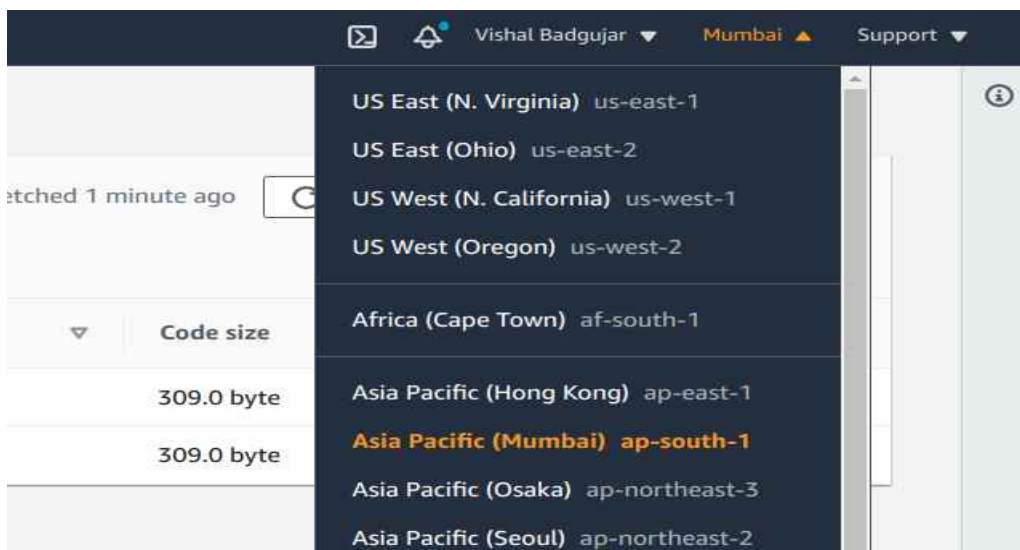 Vishal Badgujar Mumbai Support
US East (N. Virginia) us-east-1
US East (Ohio) us-east-2
etched 1 minute ago
US West (N. California) us-west-1
US West (Oregon) us-west-2
Africa (Cape Town) af-south-1
Code size
Asia Pacific (Hong Kong) ap-east-1
309.0 byte
Asia Pacific (Mumbai) ap-south-1
309.0 byte
Asia Pacific (Osaka) ap-northeast-3
Asia Pacific (Seoul) ap-northeast-2